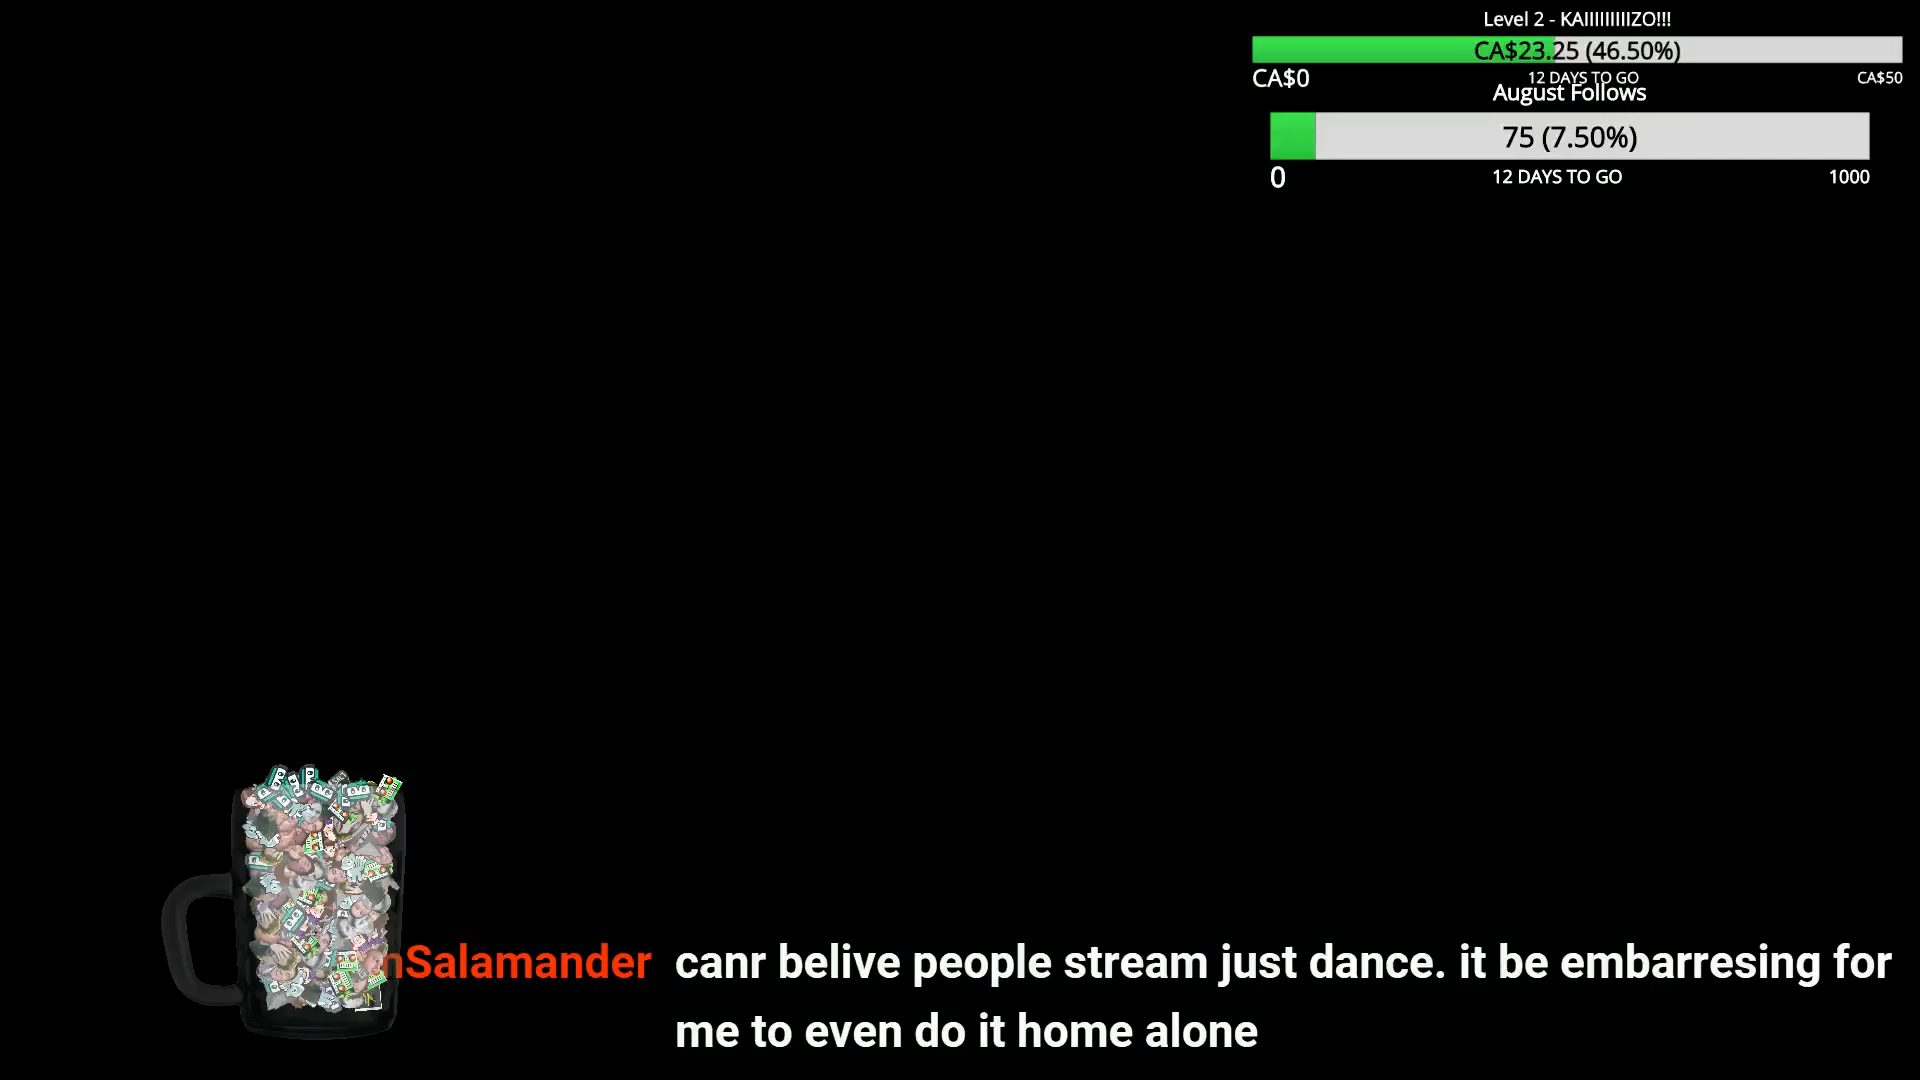 Level 2 - KAIIIIIIIIIZO!!!
CA$23.25 (46.50%)
CA$0 12 DAYS TO GO CA$50
August Follows
75 (7.50%)
0 12 DAYS TO GO 1000
nSalamander canr belive people stream just dance. it be embarresing for
me to even do it home alone